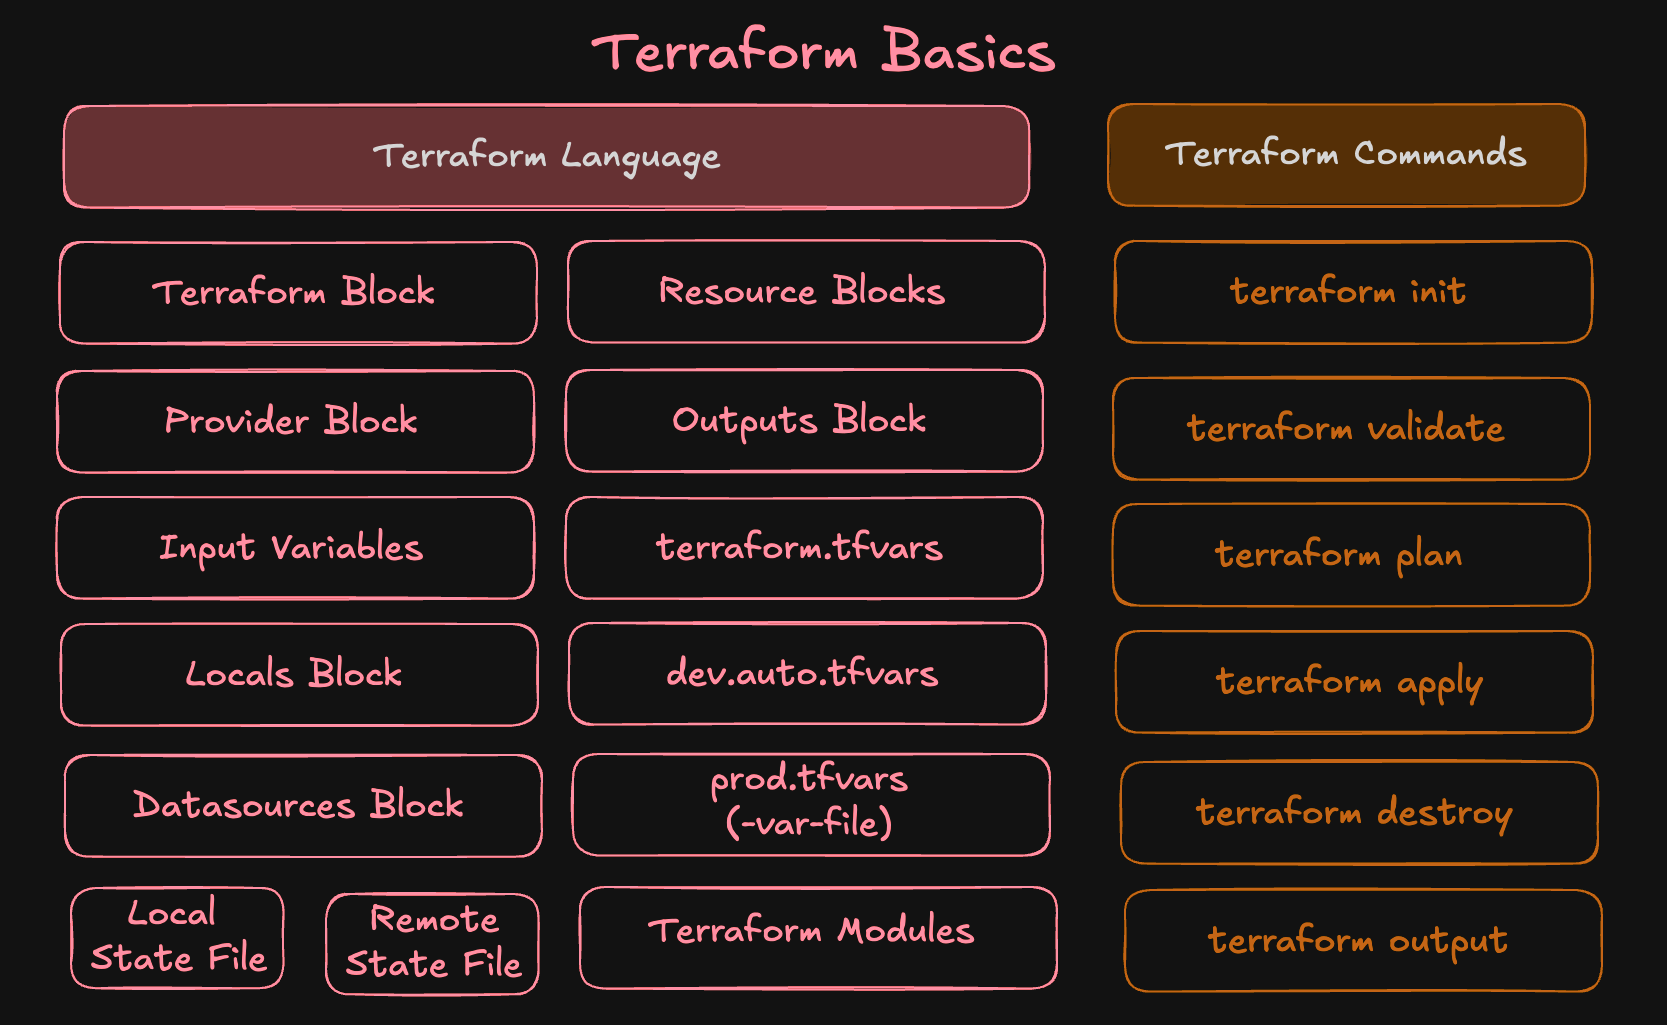 Terraform Basics
Terraform Language
Terraform Commands
Terraform Block
Resource Blocks
terraform init
Provider Block
Outputs Block
terraform validate
Input Variables
terraform.tfvars
terraform plan
Locals Block
dev.auto.tfvars
terraform apply
Datasources Block
prod.tfvars
(-var-file)
terraform destroy
Local
State File
Remote
State File
Terraform Modules
terraform output